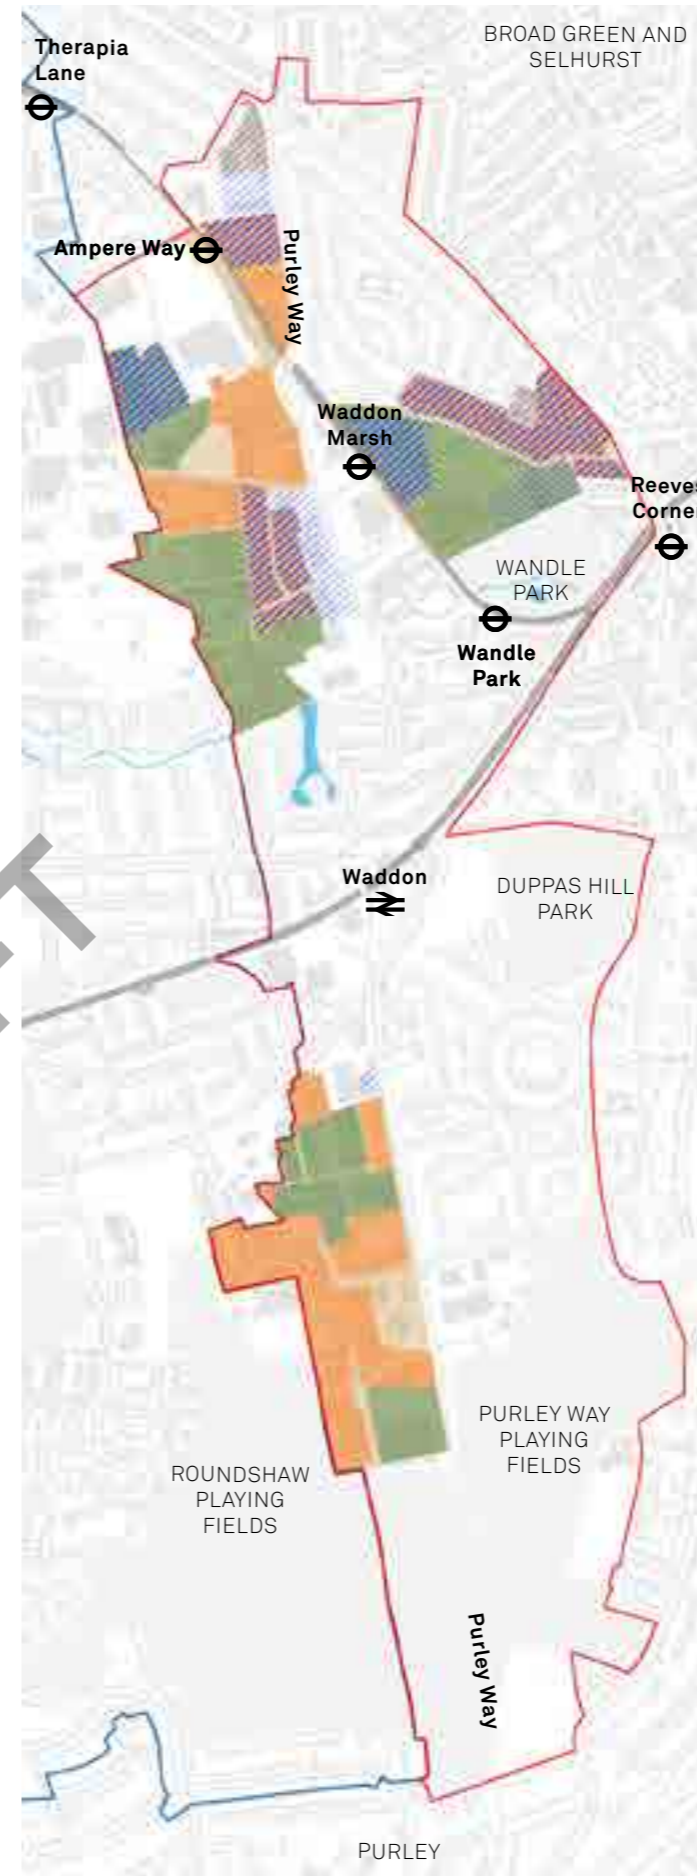 BROAD GREEN AND
SELHURST
Therapia
Lane
Ampere Way
Purley Way
Waddon
Marsh
Reeves
Corner
WANDLE
PARK
Wandle
Park
Waddon
DUPPAS HILL
PARK
PURLEY WAY
PLAYING
FIELDS
ROUNDSHAW
PLAYING
FIELDS
Purley Way
PURLEY